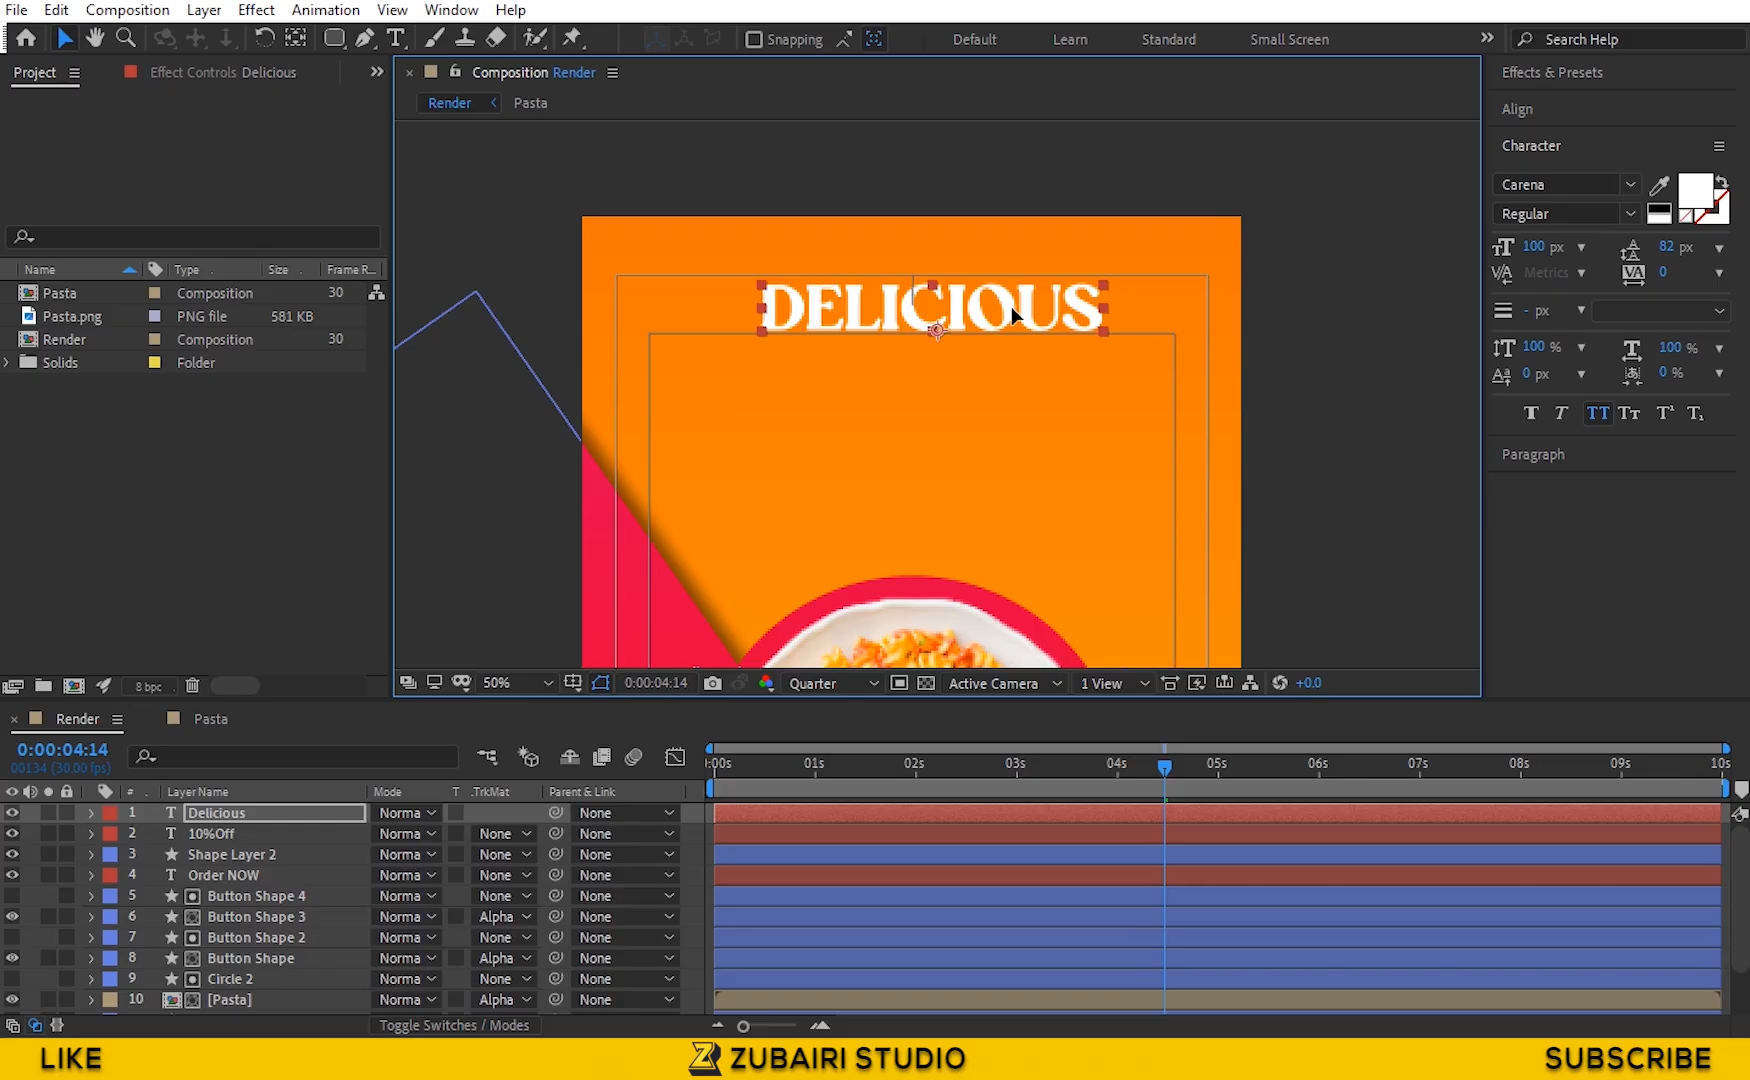 File Edit Composition Layer Effect Animation View Window Help
Snapping Default Learn Standard Small Screen Search Help
Project Effect Controls Delicious
Composition Render
Render Pasta
Name Type Size Frame R...
Pasta Composition 30
Pasta.png PNG file 581 KB
Render Composition 30
Solids Folder
8 bpc
DELICIOUS
50% 0:00:04:14 Quarter Active Camera 1 View +0.0
Effects & Presets
Align
Character
Carena
Regular
100 px 82 px
Metrics 0
- px
100 % 100 %
0 px 0 %
Paragraph
Render Pasta
0:00:04:14
00134 (30.00 fps)
:00s 01s 02s 03s 04s 05s 06s 07s 08s 09s 10s
# Layer Name Mode T .TrkMat Parent & Link
1 T Delicious Norma None
2 T 10%Off Norma None None
3 Shape Layer 2 Norma None None
4 T Order NOW Norma None None
5 Button Shape 4 Norma None None
6 Button Shape 3 Norma Alpha None
7 Button Shape 2 Norma None None
8 Button Shape Norma Alpha None
9 Circle 2 Norma None None
10 [Pasta] Norma Alpha None
Toggle Switches / Modes
LIKE ZUBAIRI STUDIO SUBSCRIBE